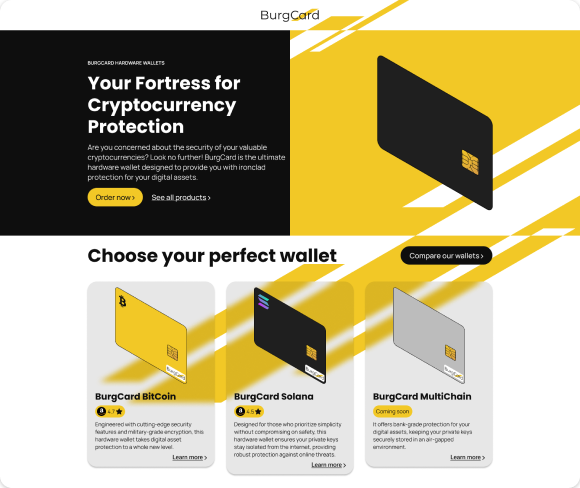 BurgCard
BURGCARD HARDWARE WALLETS
Your Fortress for
Cryptocurrency
Protection
Are you concerned about the security of your valuable
cryptocurrencies? Look no further! BurgCard is the ultimate
hardware wallet designed to provide you with ironclad
protection for your digital assets.
Order now ›
See all products ›
Choose your perfect wallet
Compare our wallets ›
BurgCard
BurgCard BitCoin
a 4.7 ★
Engineered with cutting-edge security
features and military-grade encryption, this
hardware wallet takes digital asset
protection to a whole new level.
Learn more ›
BurgCard
BurgCard Solana
a 4.5 ★
Designed for those who prioritize simplicity
without compromising on safety, this
hardware wallet ensures your private keys
stay isolated from the internet, providing
robust protection against online threats.
Learn more ›
BurgCard
BurgCard MultiChain
Coming soon
It offers bank-grade protection for your
digital assets, keeping your private keys
securely stored in an air-gapped
environment.
Learn more ›